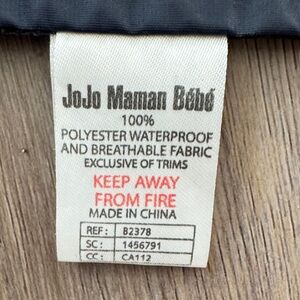 JoJo Maman Bébé
100%
POLYESTER WATERPROOF
AND BREATHABLE FABRIC
EXCLUSIVE OF TRIMS
KEEP AWAY
FROM FIRE
MADE IN CHINA
REF: B2378
SC: 1456791
CC: CA112